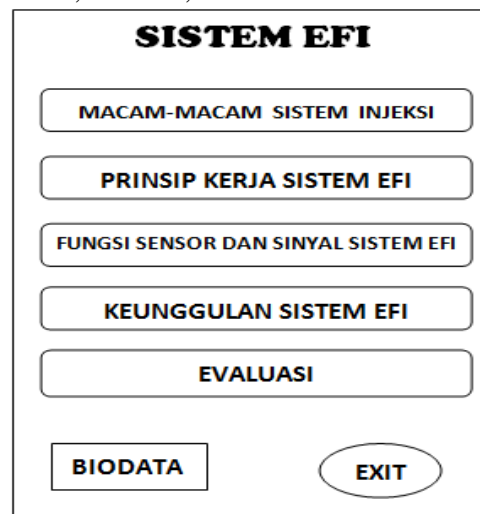 SISTEM EFI
MACAM-MACAM SISTEM INJEKSI
PRINSIP KERJA SISTEM EFI
FUNGSI SENSOR DAN SINYAL SISTEM EFI
KEUNGGULAN SISTEM EFI
EVALUASI
BIODATA
EXIT